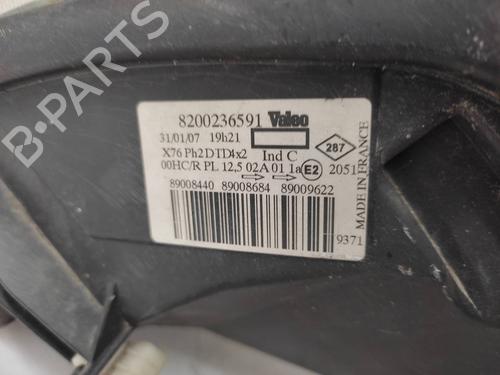 8200236591 Valeo
31/01/07 19h21
X76 Ph2 DTD4x2 Ind C
287
00HC/R PL 12,5 02A 01 1a E2 2051
89008440 89008684 89009622
9371
MADE IN FRANCE
B-PARTS